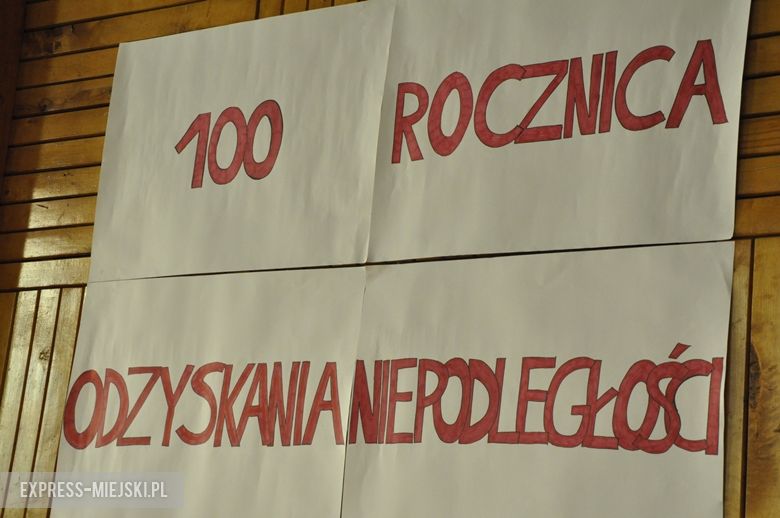 100 ROCZNICA
ODZYSKANIA NIEPODLEGŁOŚCI
EXPRESS-MIEJSKI.PL